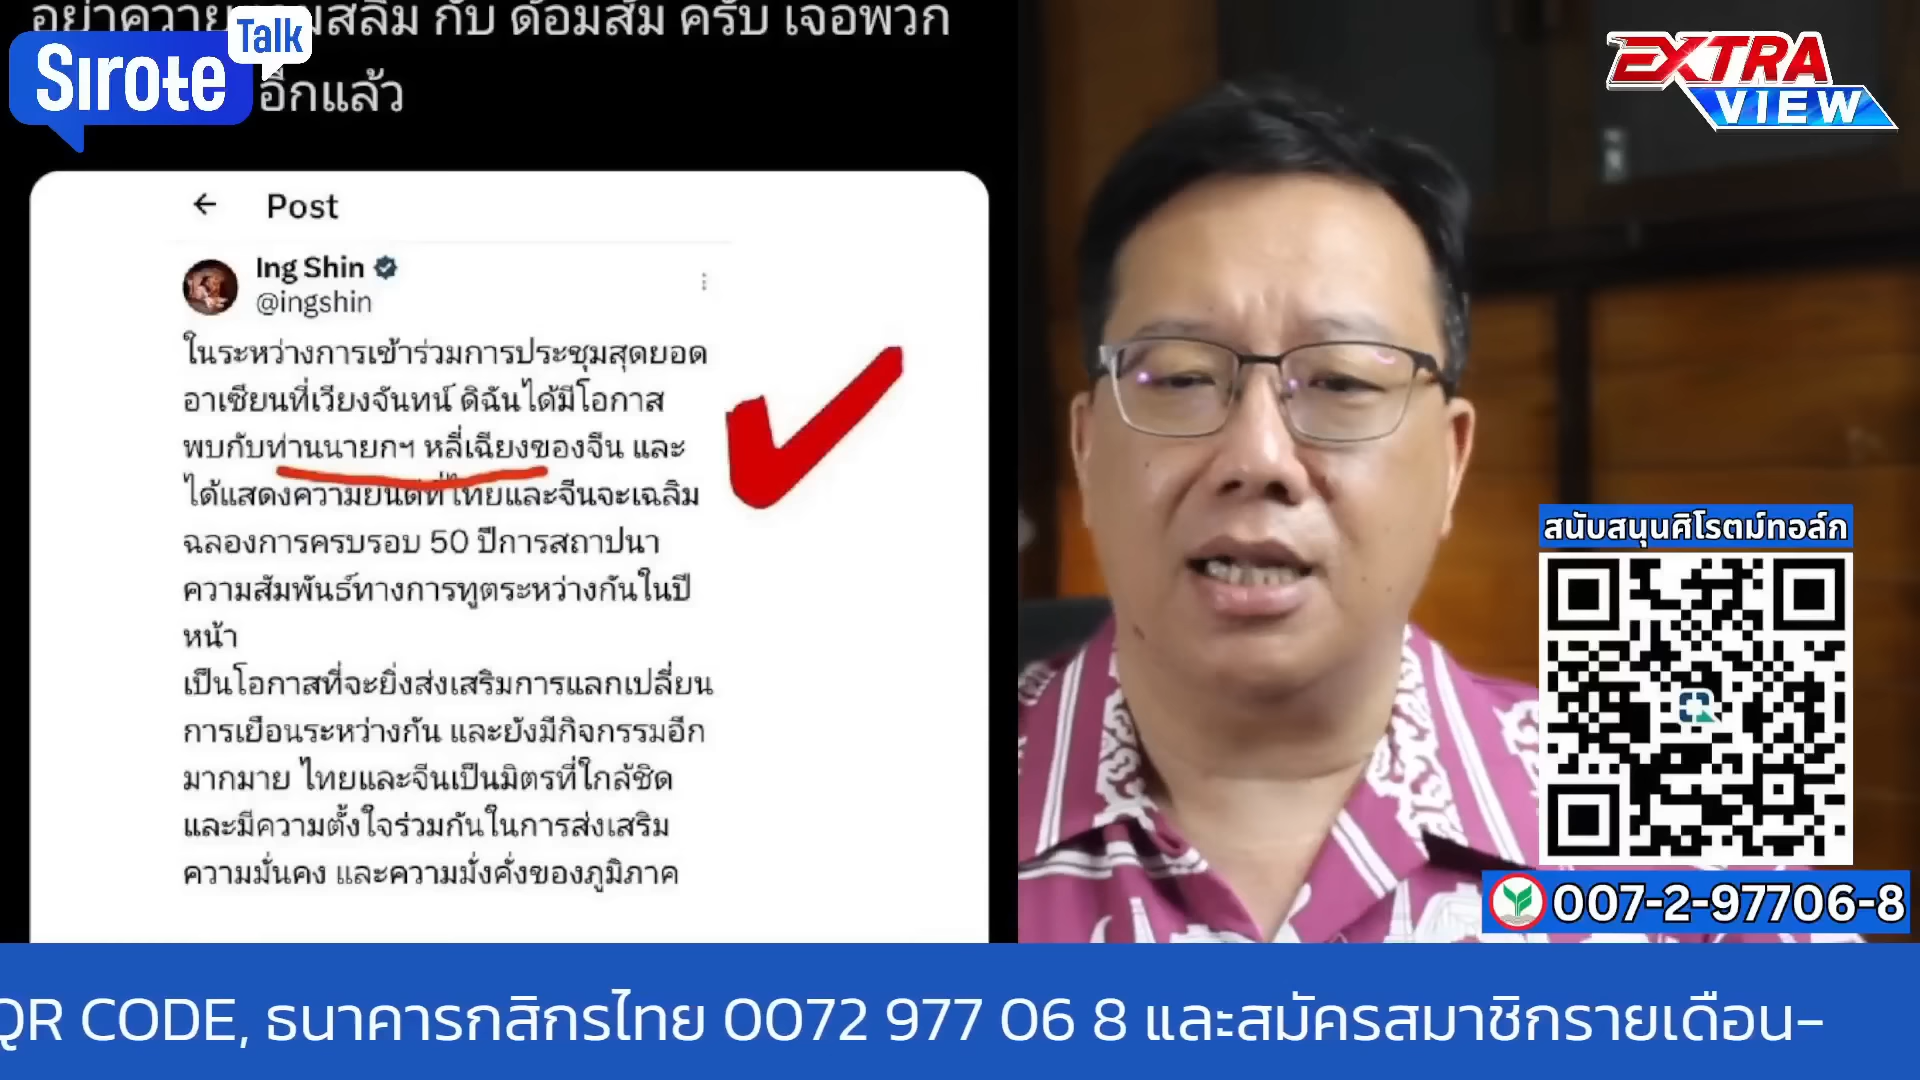 กับ ด้อมส้ม ครับ เจอพวก
อีกแล้ว
Sirote Talk
EXTRA
VIEW
← Post
Ing Shin
@ingshin
ในระหว่างการเข้าร่วมการประชุมสุดยอด
อาเซียนที่เวียงจันทน์ ดิฉันได้มีโอกาส
พบกับท่านนายกฯ หลี่เฉียงของจีน และ
ได้แสดงความยินดีที่ไทยและจีนจะเฉลิม
ฉลองการครบรอบ 50 ปีการสถาปนา
ความสัมพันธ์ทางการทูตระหว่างกันในปี
หน้า
เป็นโอกาสที่จะยิ่งส่งเสริมการแลกเปลี่ยน
การเยือนระหว่างกัน และยังมีกิจกรรมอีก
มากมาย ไทยและจีนเป็นมิตรที่ใกล้ชิด
และมีความตั้งใจร่วมกันในการส่งเสริม
ความมั่นคง และความมั่งคั่งของภูมิภาค
สนับสนุนศิโรตม์ทอล์ก
007-2-97706-8
QR CODE, ธนาคารกสิกรไทย 0072 977 06 8 และสมัครสมาชิกรายเดือน-